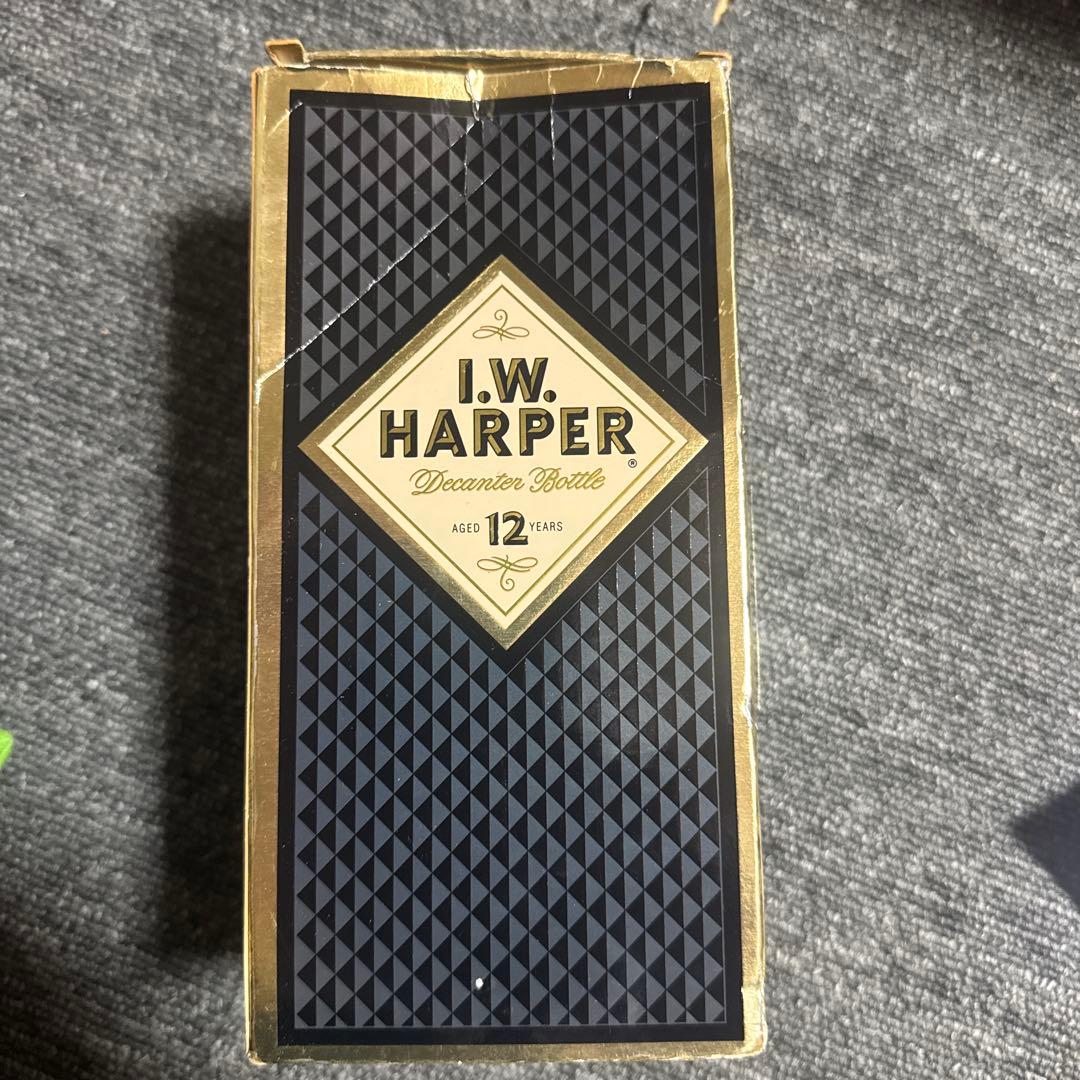 I.W.
HARPER®
Decanter Bottle
AGED 12 YEARS